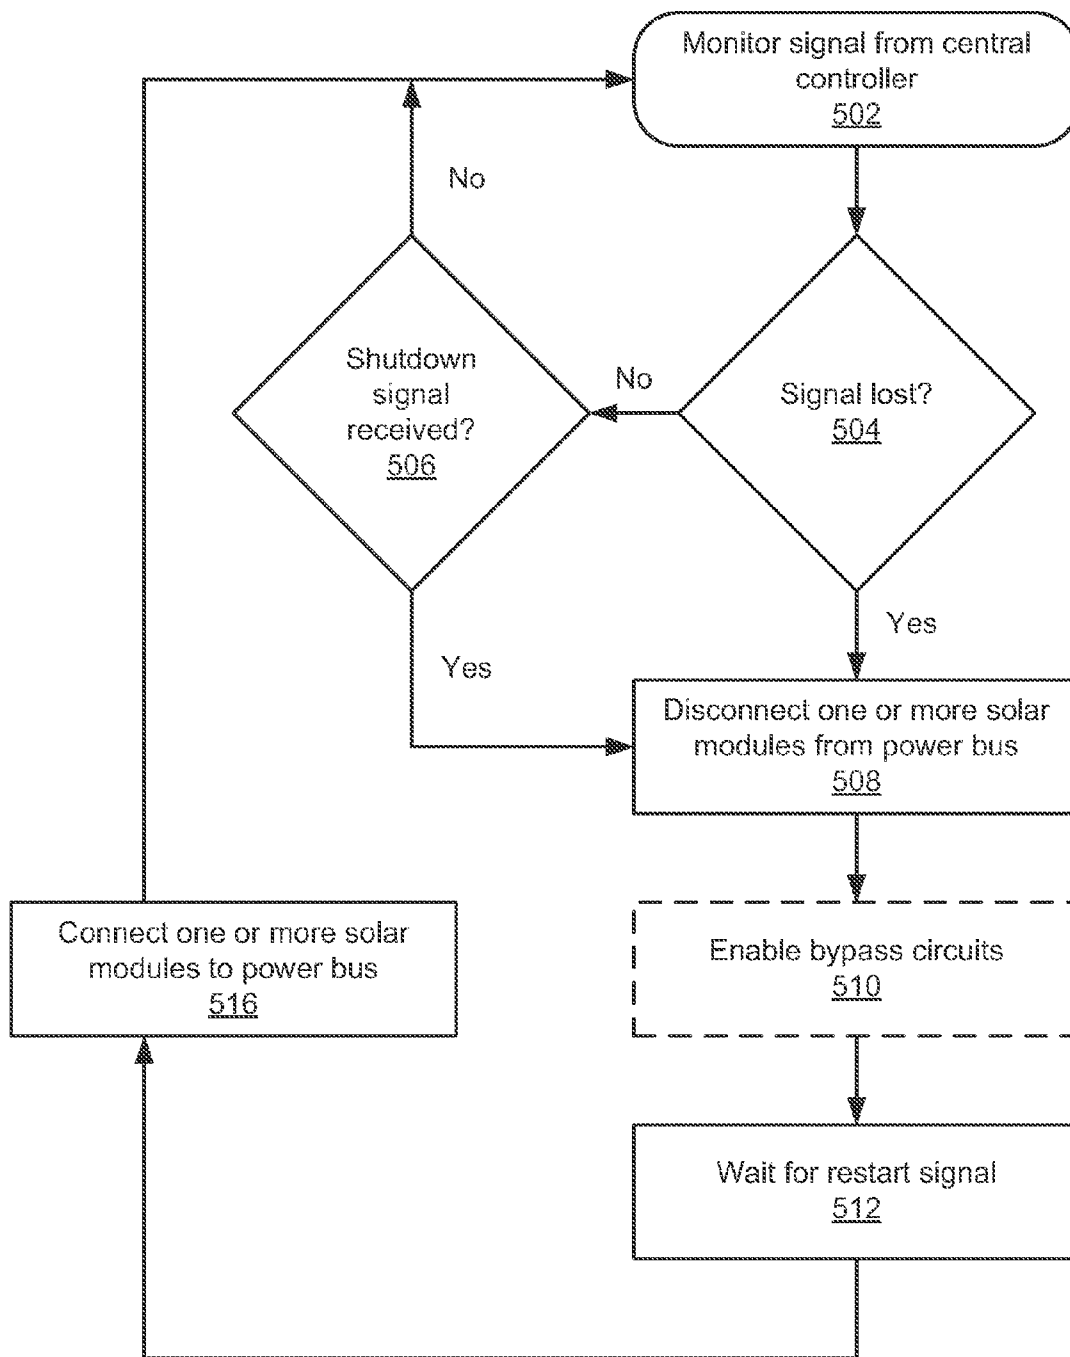 Monitor signal from central
controller
502
No
Shutdown
signal
received?
506
No
Signal lost?
504
Yes
Yes
Disconnect one or more solar
modules from power bus
508
Connect one or more solar
modules to power bus
516
Enable bypass circuits
510
Wait for restart signal
512